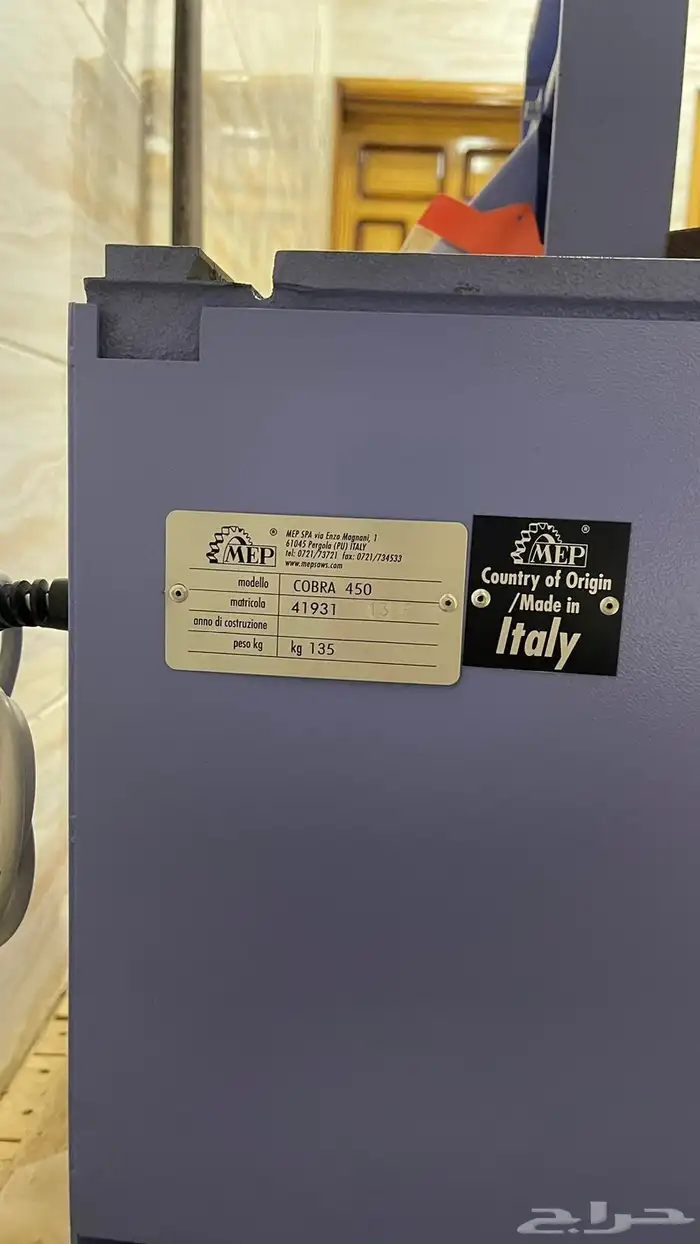 MEP ®
MEP SPA via Enzo Magnani, 1
61045 Pergola (PU) ITALY
tel: 0721/73721 fax: 0721/734533
www.mepsaws.com
modello COBRA 450
matricola 41931
anno di costruzione
peso kg kg 135
MEP ®
Country of Origin
/Made in
Italy
حراج